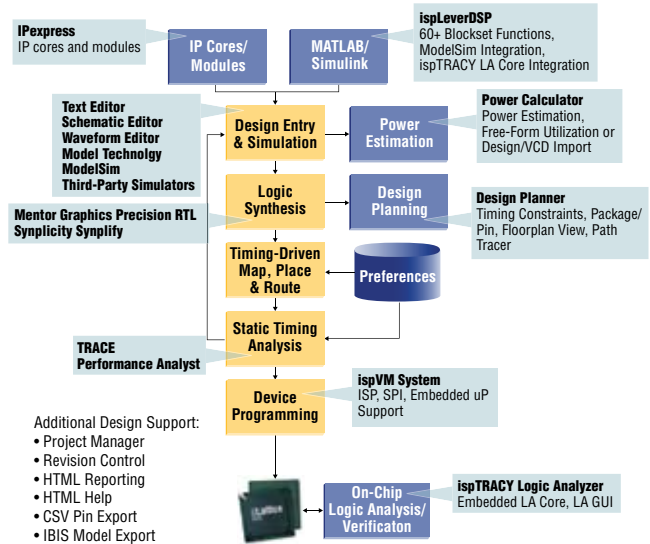 IPexpress
IP cores and modules
IP Cores/
Modules
MATLAB/
Simulink
ispLeverDSP
60+ Blockset Functions,
ModelSim Integration,
ispTRACY LA Core Integration
Text Editor
Schematic Editor
Waveform Editor
Model Technolgy
ModelSim
Third-Party Simulators
Design Entry
& Simulation
Power
Estimation
Power Calculator
Power Estimation,
Free-Form Utilization or
Design/VCD Import
Mentor Graphics Precision RTL
Synplicity Synplify
Logic
Synthesis
Design
Planning
Design Planner
Timing Constraints, Package/
Pin, Floorplan View, Path
Tracer
Timing-Driven
Map, Place
& Route
Preferences
Static Timing
Analysis
TRACE
Performance Analyst
Device
Programming
ispVM System
ISP, SPI, Embedded uP
Support
Additional Design Support:
• Project Manager
• Revision Control
• HTML Reporting
• HTML Help
• CSV Pin Export
• IBIS Model Export
Lattice
On-Chip
Logic Analysis/
Verificaton
ispTRACY Logic Analyzer
Embedded LA Core, LA GUI